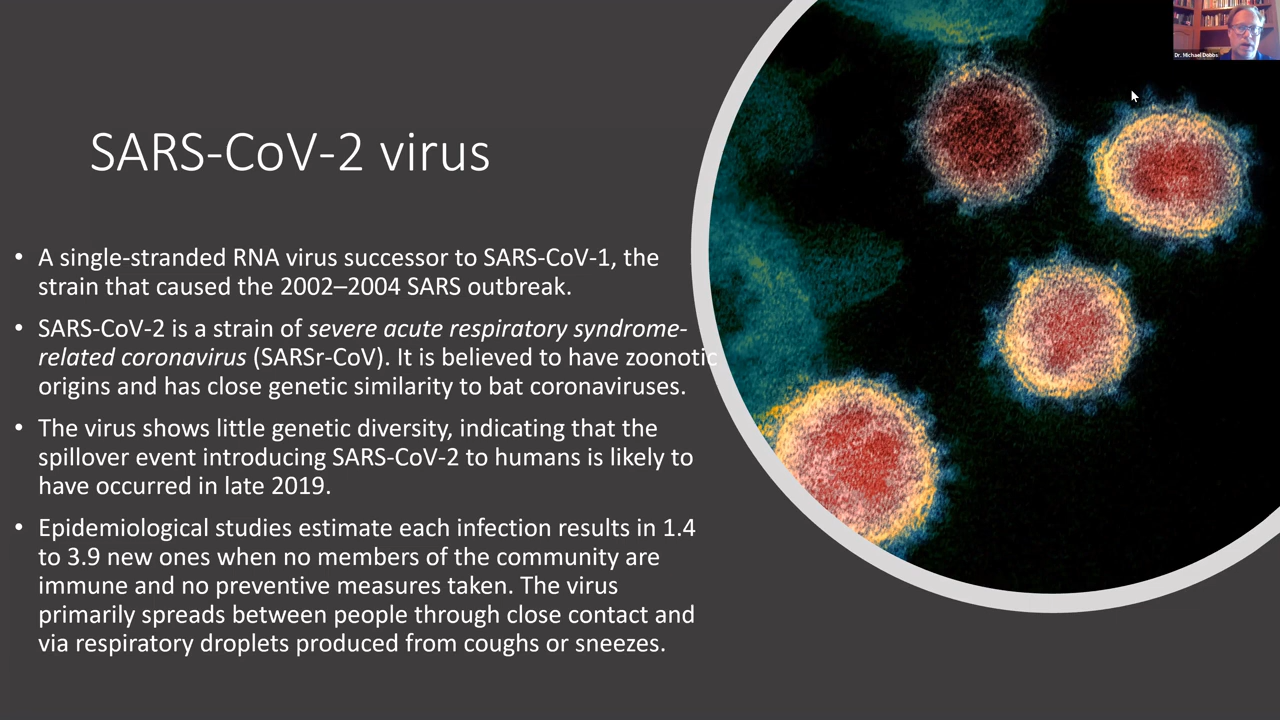 Dr. Michael Dobbs
SARS-CoV-2 virus
• A single-stranded RNA virus successor to SARS-CoV-1, the
strain that caused the 2002–2004 SARS outbreak.
• SARS-CoV-2 is a strain of severe acute respiratory syndrome-
related coronavirus (SARSr-CoV). It is believed to have zoonotic
origins and has close genetic similarity to bat coronaviruses.
• The virus shows little genetic diversity, indicating that the
spillover event introducing SARS-CoV-2 to humans is likely to
have occurred in late 2019.
• Epidemiological studies estimate each infection results in 1.4
to 3.9 new ones when no members of the community are
immune and no preventive measures taken. The virus
primarily spreads between people through close contact and
via respiratory droplets produced from coughs or sneezes.